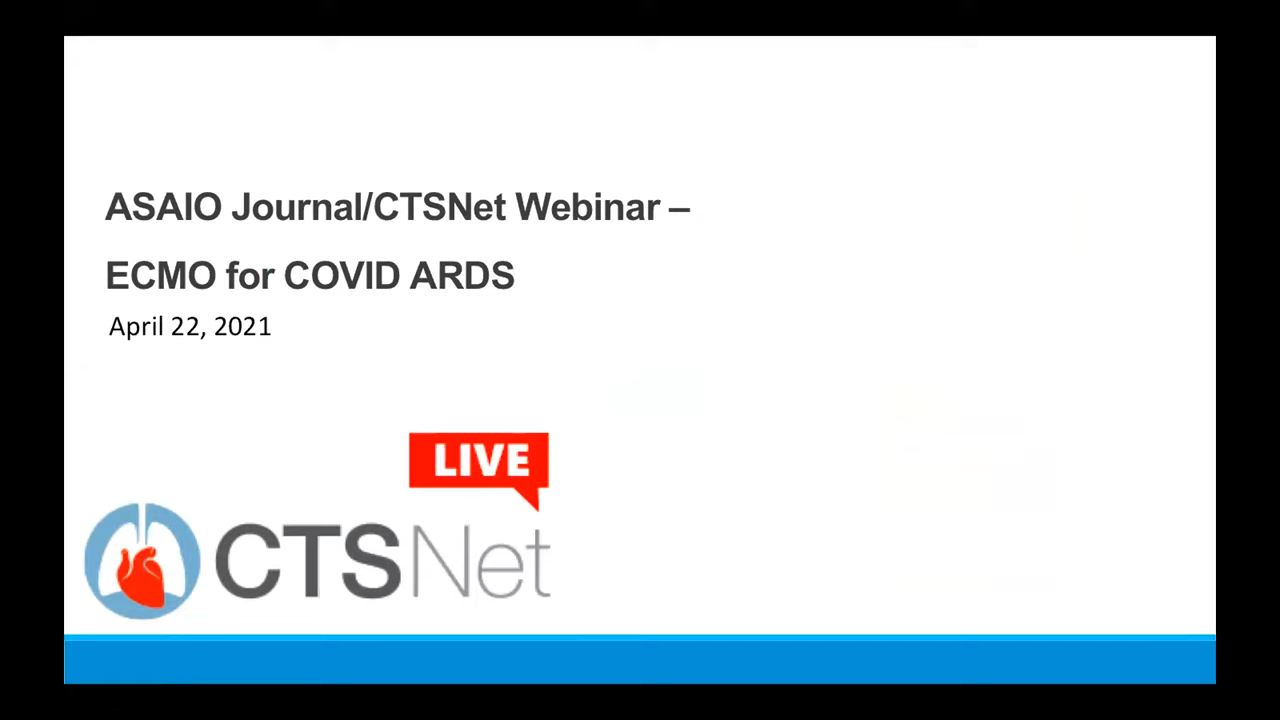 ASAIO Journal/CTSNet Webinar –
ECMO for COVID ARDS
April 22, 2021
LIVE
CTSNet